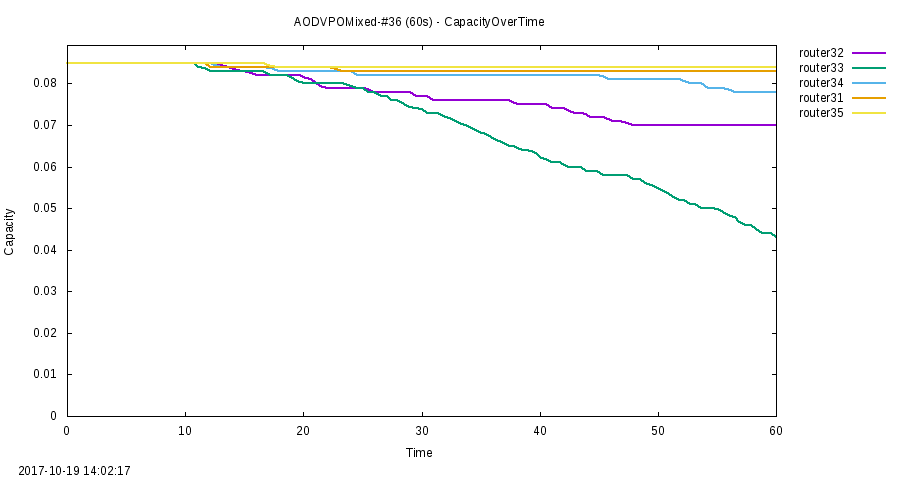 AODVPOMixed-#36 (60s) - CapacityOverTime
router32
router33
router34
router31
router35
0.08
0.07
0.06
0.05
0.04
0.03
0.02
0.01
0
Capacity
0 10 20 30 40 50 60
Time
2017-10-19 14:02:17